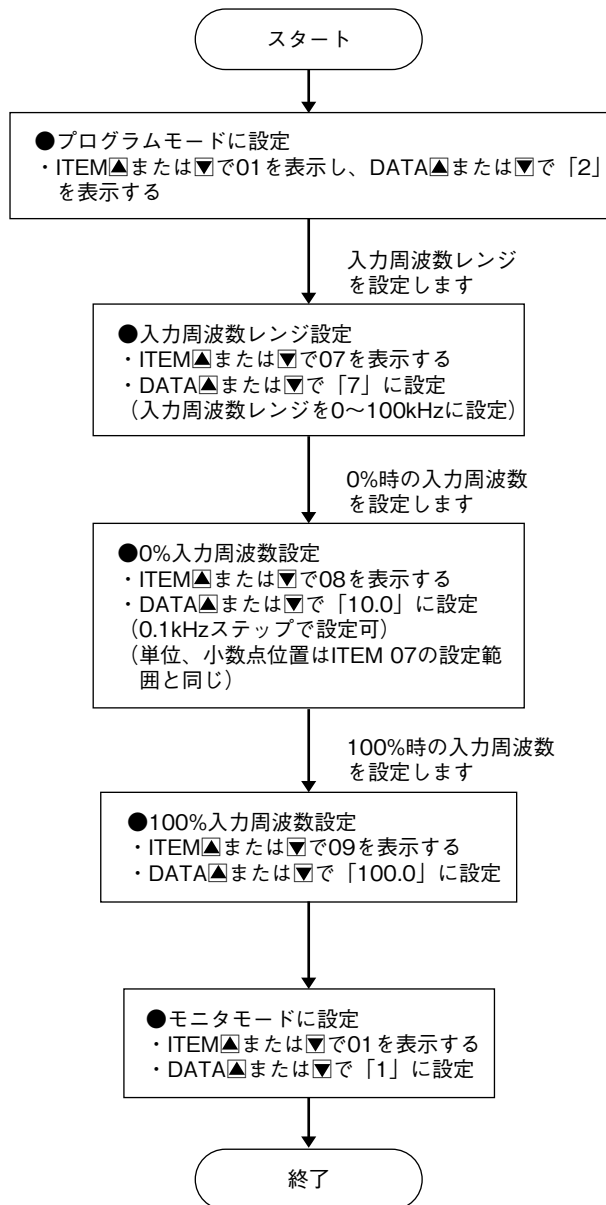 スタート
●プログラムモードに設定
・ITEM▲または▼で01を表示し、DATA▲または▼で「2」
を表示する
入力周波数レンジ
を設定します
●入力周波数レンジ設定
・ITEM▲または▼で07を表示する
・DATA▲または▼で「7」に設定
（入力周波数レンジを0～100kHzに設定）
0%時の入力周波数
を設定します
●0%入力周波数設定
・ITEM▲または▼で08を表示する
・DATA▲または▼で「10.0」に設定
（0.1kHzステップで設定可）
（単位、小数点位置はITEM 07の設定範
囲と同じ）
100%時の入力周波数
を設定します
●100%入力周波数設定
・ITEM▲または▼で09を表示する
・DATA▲または▼で「100.0」に設定
●モニタモードに設定
・ITEM▲または▼で01を表示する
・DATA▲または▼で「1」に設定
終了